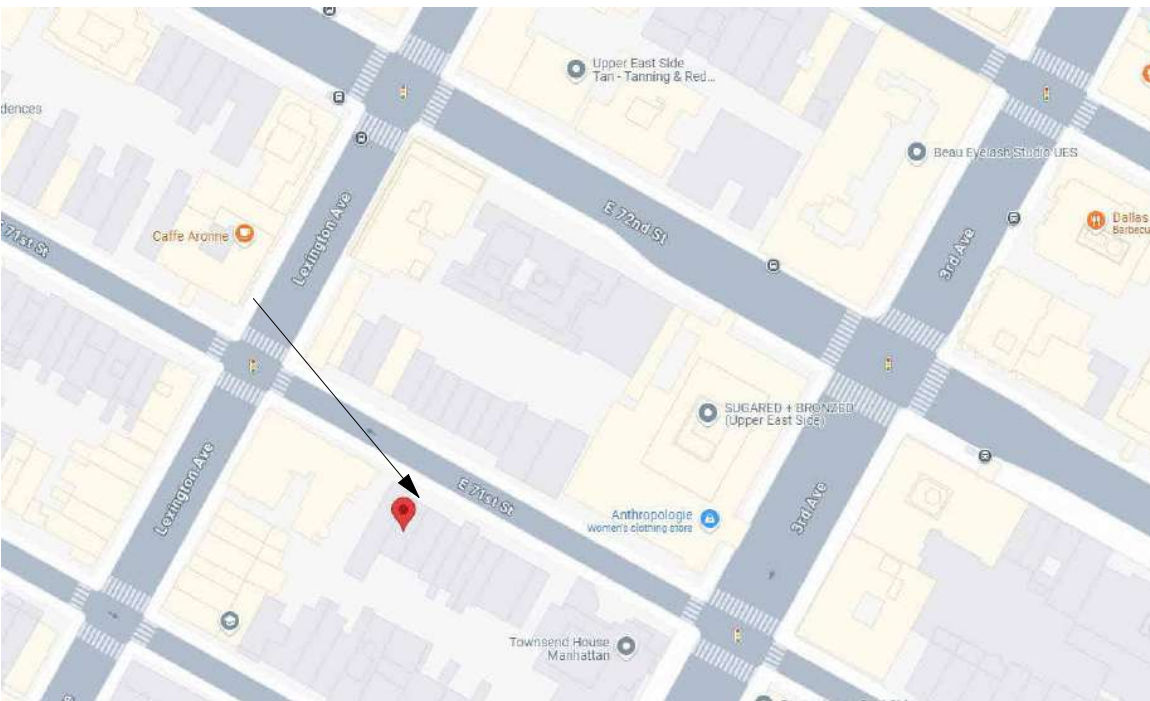 Upper East Side
Tan - Tanning & Red...
dences
Beau Eyelash Studio UES
E 71st St
Caffe Aronne
Lexington Ave
E 72nd St
3rd Ave
Dallas
Barbecu
SUGARED + BRONZED
(Upper East Side)
Lexington Ave
E 71st St
3rd Ave
Anthropologie
Women's clothing store
Townsend House
Manhattan